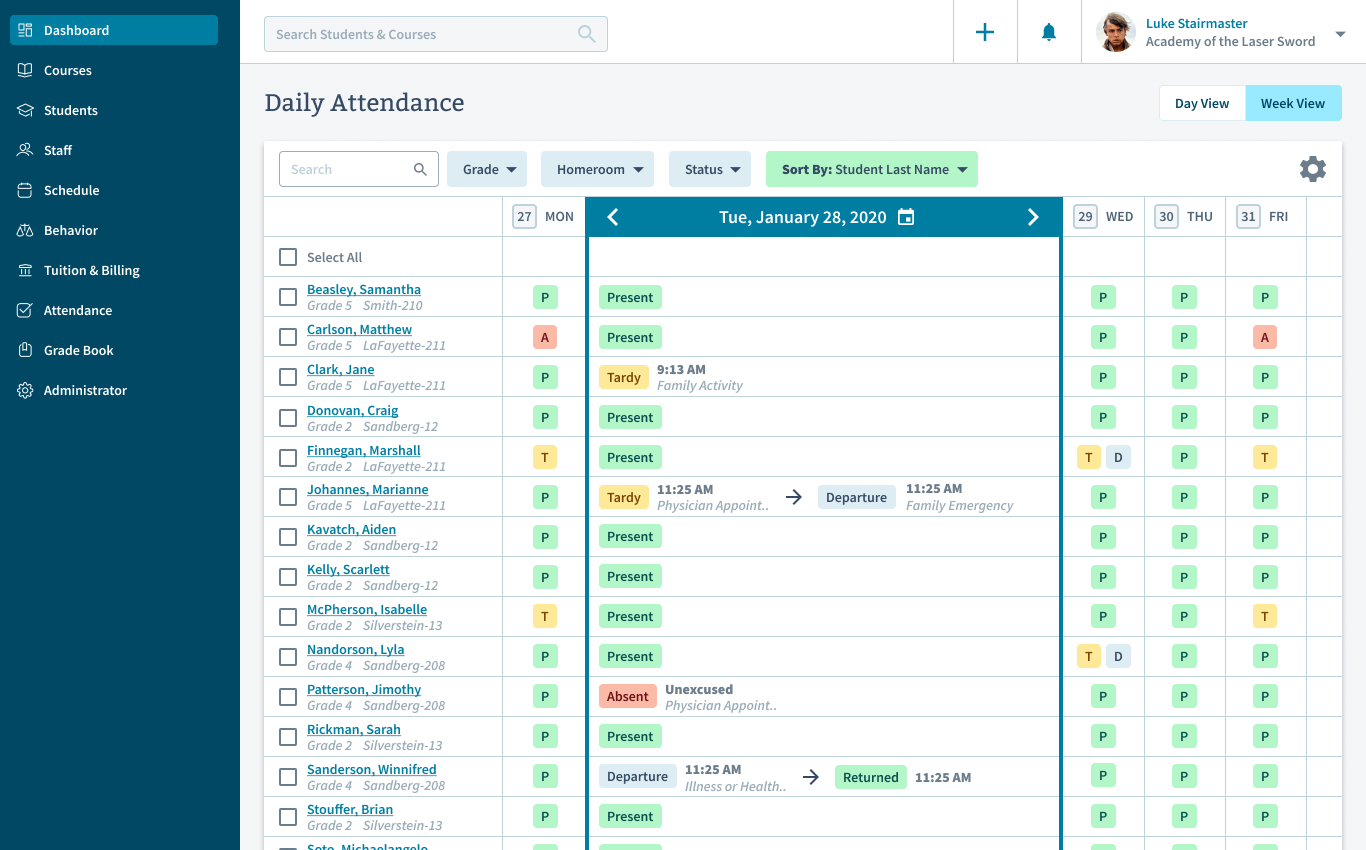 Dashboard
Courses
Students
Staff
Schedule
Behavior
Tuition & Billing
Attendance
Grade Book
Administrator
Search Students & Courses
Luke Stairmaster
Academy of the Laser Sword
Daily Attendance
Day View Week View
Search Grade Homeroom Status Sort By: Student Last Name
27 MON Tue, January 28, 2020 29 WED 30 THU 31 FRI
Select All
Beasley, Samantha
Grade 5 Smith-210
P Present P P P
Carlson, Matthew
Grade 5 LaFayette-211
A Present P P A
Clark, Jane
Grade 5 LaFayette-211
P Tardy 9:13 AM P P P
Family Activity
Donovan, Craig
Grade 2 Sandberg-12
P Present P P P
Finnegan, Marshall
Grade 2 LaFayette-211
T Present T D P T
Johannes, Marianne
Grade 5 LaFayette-211
P Tardy 11:25 AM Departure 11:25 AM P P P
Physician Appoint.. Family Emergency
Kavatch, Aiden
Grade 2 Sandberg-12
P Present P P P
Kelly, Scarlett
Grade 2 Sandberg-12
P Present P P P
McPherson, Isabelle
Grade 2 Silverstein-13
T Present P P T
Nandorson, Lyla
Grade 4 Sandberg-208
P Present T D P P
Patterson, Jimothy
Grade 4 Sandberg-208
P Absent Unexcused P P P
Physician Appoint..
Rickman, Sarah
Grade 2 Silverstein-13
P Present P P P
Sanderson, Winnifred
Grade 4 Sandberg-208
P Departure 11:25 AM Returned 11:25 AM P P P
Illness or Health..
Stouffer, Brian
Grade 2 Silverstein-13
P Present P P P
Soto, Michaelangelo